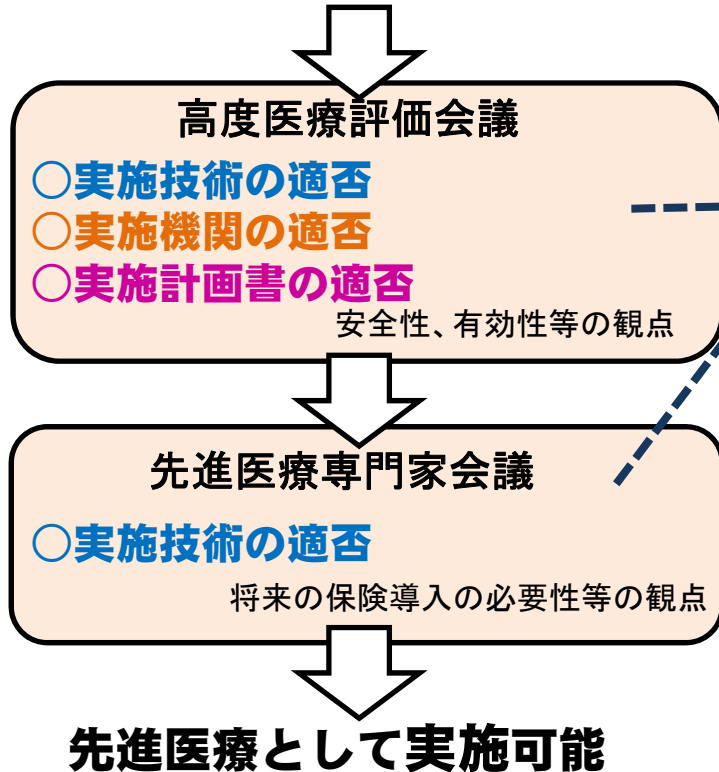 高度医療評価会議
○実施技術の適否
○実施機関の適否
○実施計画書の適否
安全性、有効性等の観点
先進医療専門家会議
○実施技術の適否
将来の保険導入の必要性等の観点
先進医療として実施可能